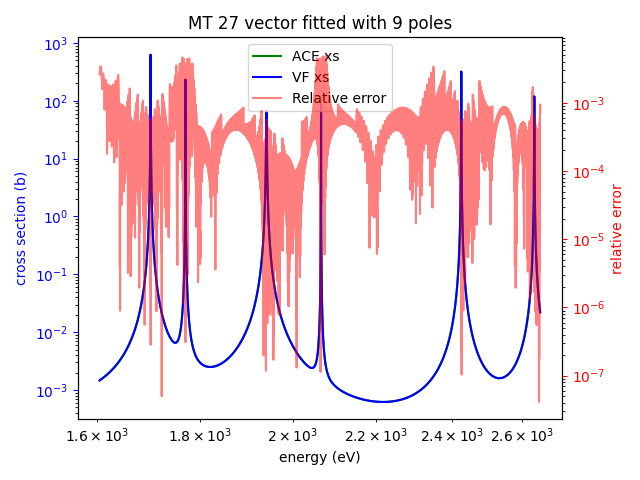 MT 27 vector fitted with 9 poles
ACE xs
VF xs
Relative error
cross section (b)
10³
10²
10¹
10⁰
10⁻¹
10⁻²
10⁻³
relative error
10⁻³
10⁻⁴
10⁻⁵
10⁻⁶
10⁻⁷
1.6 × 10³ 1.8 × 10³ 2 × 10³ 2.2 × 10³ 2.4 × 10³ 2.6 × 10³
energy (eV)